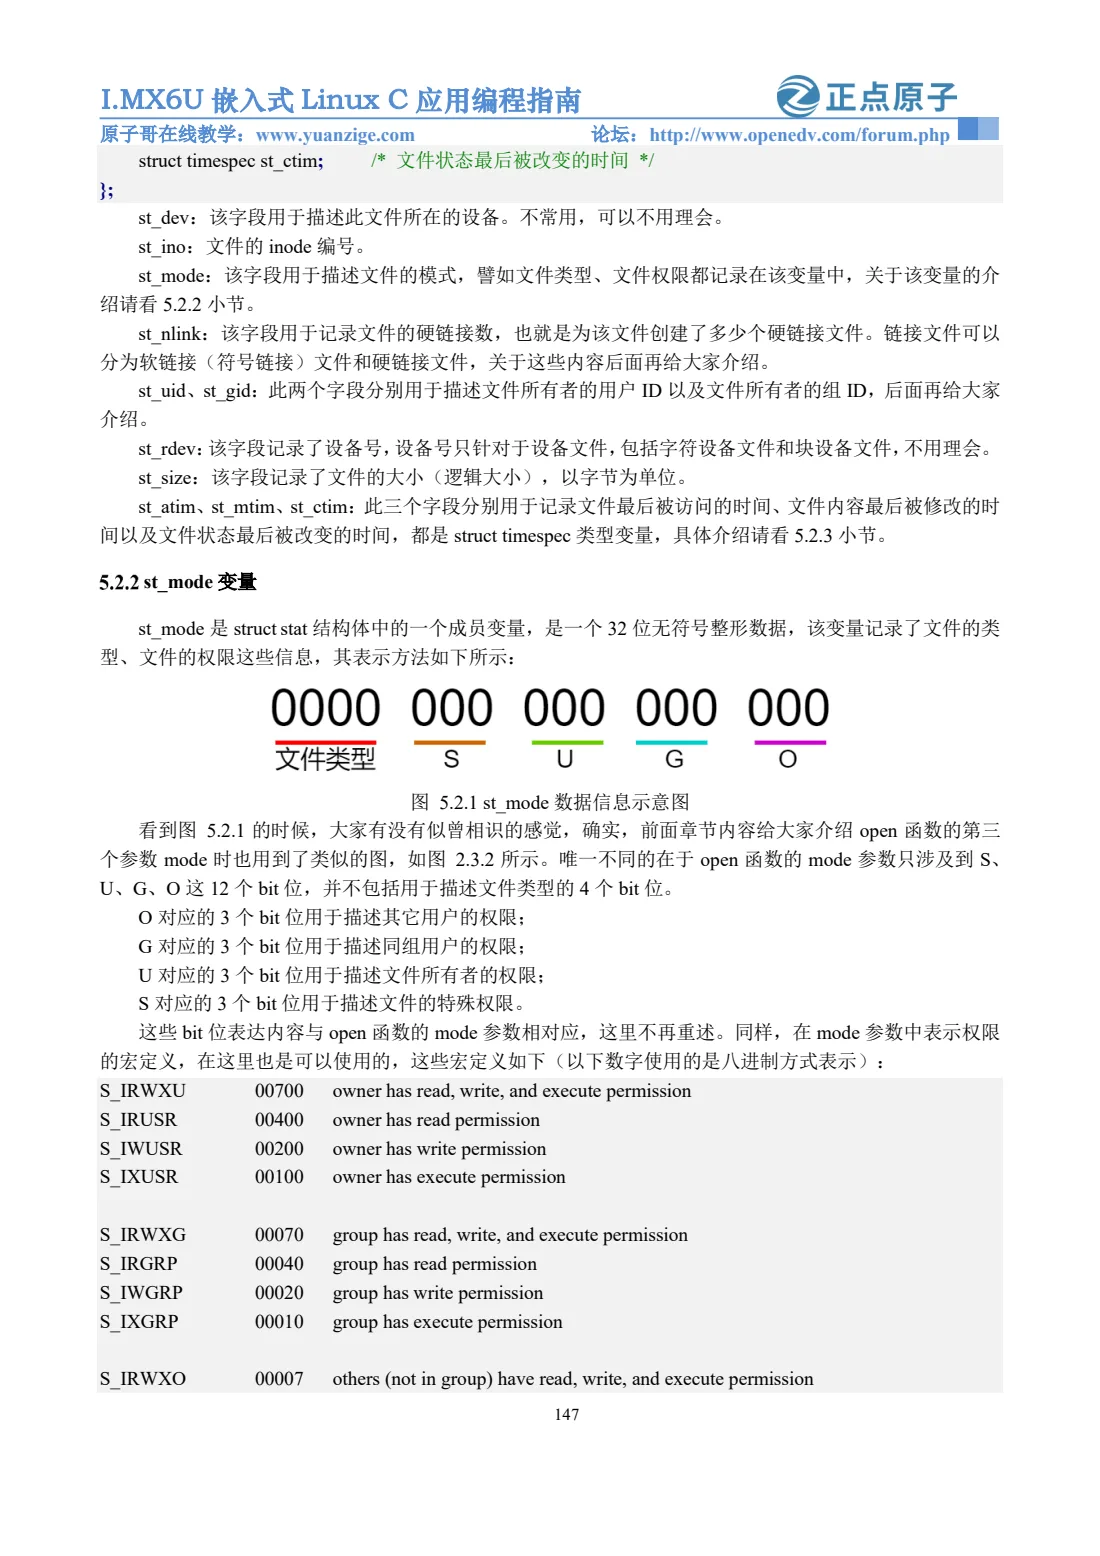 I.MX6U 嵌入式 Linux C 应用编程指南
正点原子
原子哥在线教学：www.yuanzige.com 论坛：http://www.openedv.com/forum.php
struct timespec st_ctim; /* 文件状态最后被改变的时间 */
};
st_dev：该字段用于描述此文件所在的设备。不常用，可以不用理会。
st_ino：文件的 inode 编号。
st_mode：该字段用于描述文件的模式，譬如文件类型、文件权限都记录在该变量中，关于该变量的介
绍请看 5.2.2 小节。
st_nlink：该字段用于记录文件的硬链接数，也就是为该文件创建了多少个硬链接文件。链接文件可以
分为软链接（符号链接）文件和硬链接文件，关于这些内容后面再给大家介绍。
st_uid、st_gid：此两个字段分别用于描述文件所有者的用户 ID 以及文件所有者的组 ID，后面再给大家
介绍。
st_rdev：该字段记录了设备号，设备号只针对于设备文件，包括字符设备文件和块设备文件，不用理会。
st_size：该字段记录了文件的大小（逻辑大小），以字节为单位。
st_atim、st_mtim、st_ctim：此三个字段分别用于记录文件最后被访问的时间、文件内容最后被修改的时
间以及文件状态最后被改变的时间，都是 struct timespec 类型变量，具体介绍请看 5.2.3 小节。
5.2.2 st_mode 变量
st_mode 是 struct stat 结构体中的一个成员变量，是一个 32 位无符号整形数据，该变量记录了文件的类
型、文件的权限这些信息，其表示方法如下所示：
0000 000 000 000 000
文件类型 S U G O
图 5.2.1 st_mode 数据信息示意图
看到图 5.2.1 的时候，大家有没有似曾相识的感觉，确实，前面章节内容给大家介绍 open 函数的第三
个参数 mode 时也用到了类似的图，如图 2.3.2 所示。唯一不同的在于 open 函数的 mode 参数只涉及到 S、
U、G、O 这 12 个 bit 位，并不包括用于描述文件类型的 4 个 bit 位。
O 对应的 3 个 bit 位用于描述其它用户的权限；
G 对应的 3 个 bit 位用于描述同组用户的权限；
U 对应的 3 个 bit 位用于描述文件所有者的权限；
S 对应的 3 个 bit 位用于描述文件的特殊权限。
这些 bit 位表达内容与 open 函数的 mode 参数相对应，这里不再重述。同样，在 mode 参数中表示权限
的宏定义，在这里也是可以使用的，这些宏定义如下（以下数字使用的是八进制方式表示）：
S_IRWXU 00700 owner has read, write, and execute permission
S_IRUSR 00400 owner has read permission
S_IWUSR 00200 owner has write permission
S_IXUSR 00100 owner has execute permission
S_IRWXG 00070 group has read, write, and execute permission
S_IRGRP 00040 group has read permission
S_IWGRP 00020 group has write permission
S_IXGRP 00010 group has execute permission
S_IRWXO 00007 others (not in group) have read, write, and execute permission
147